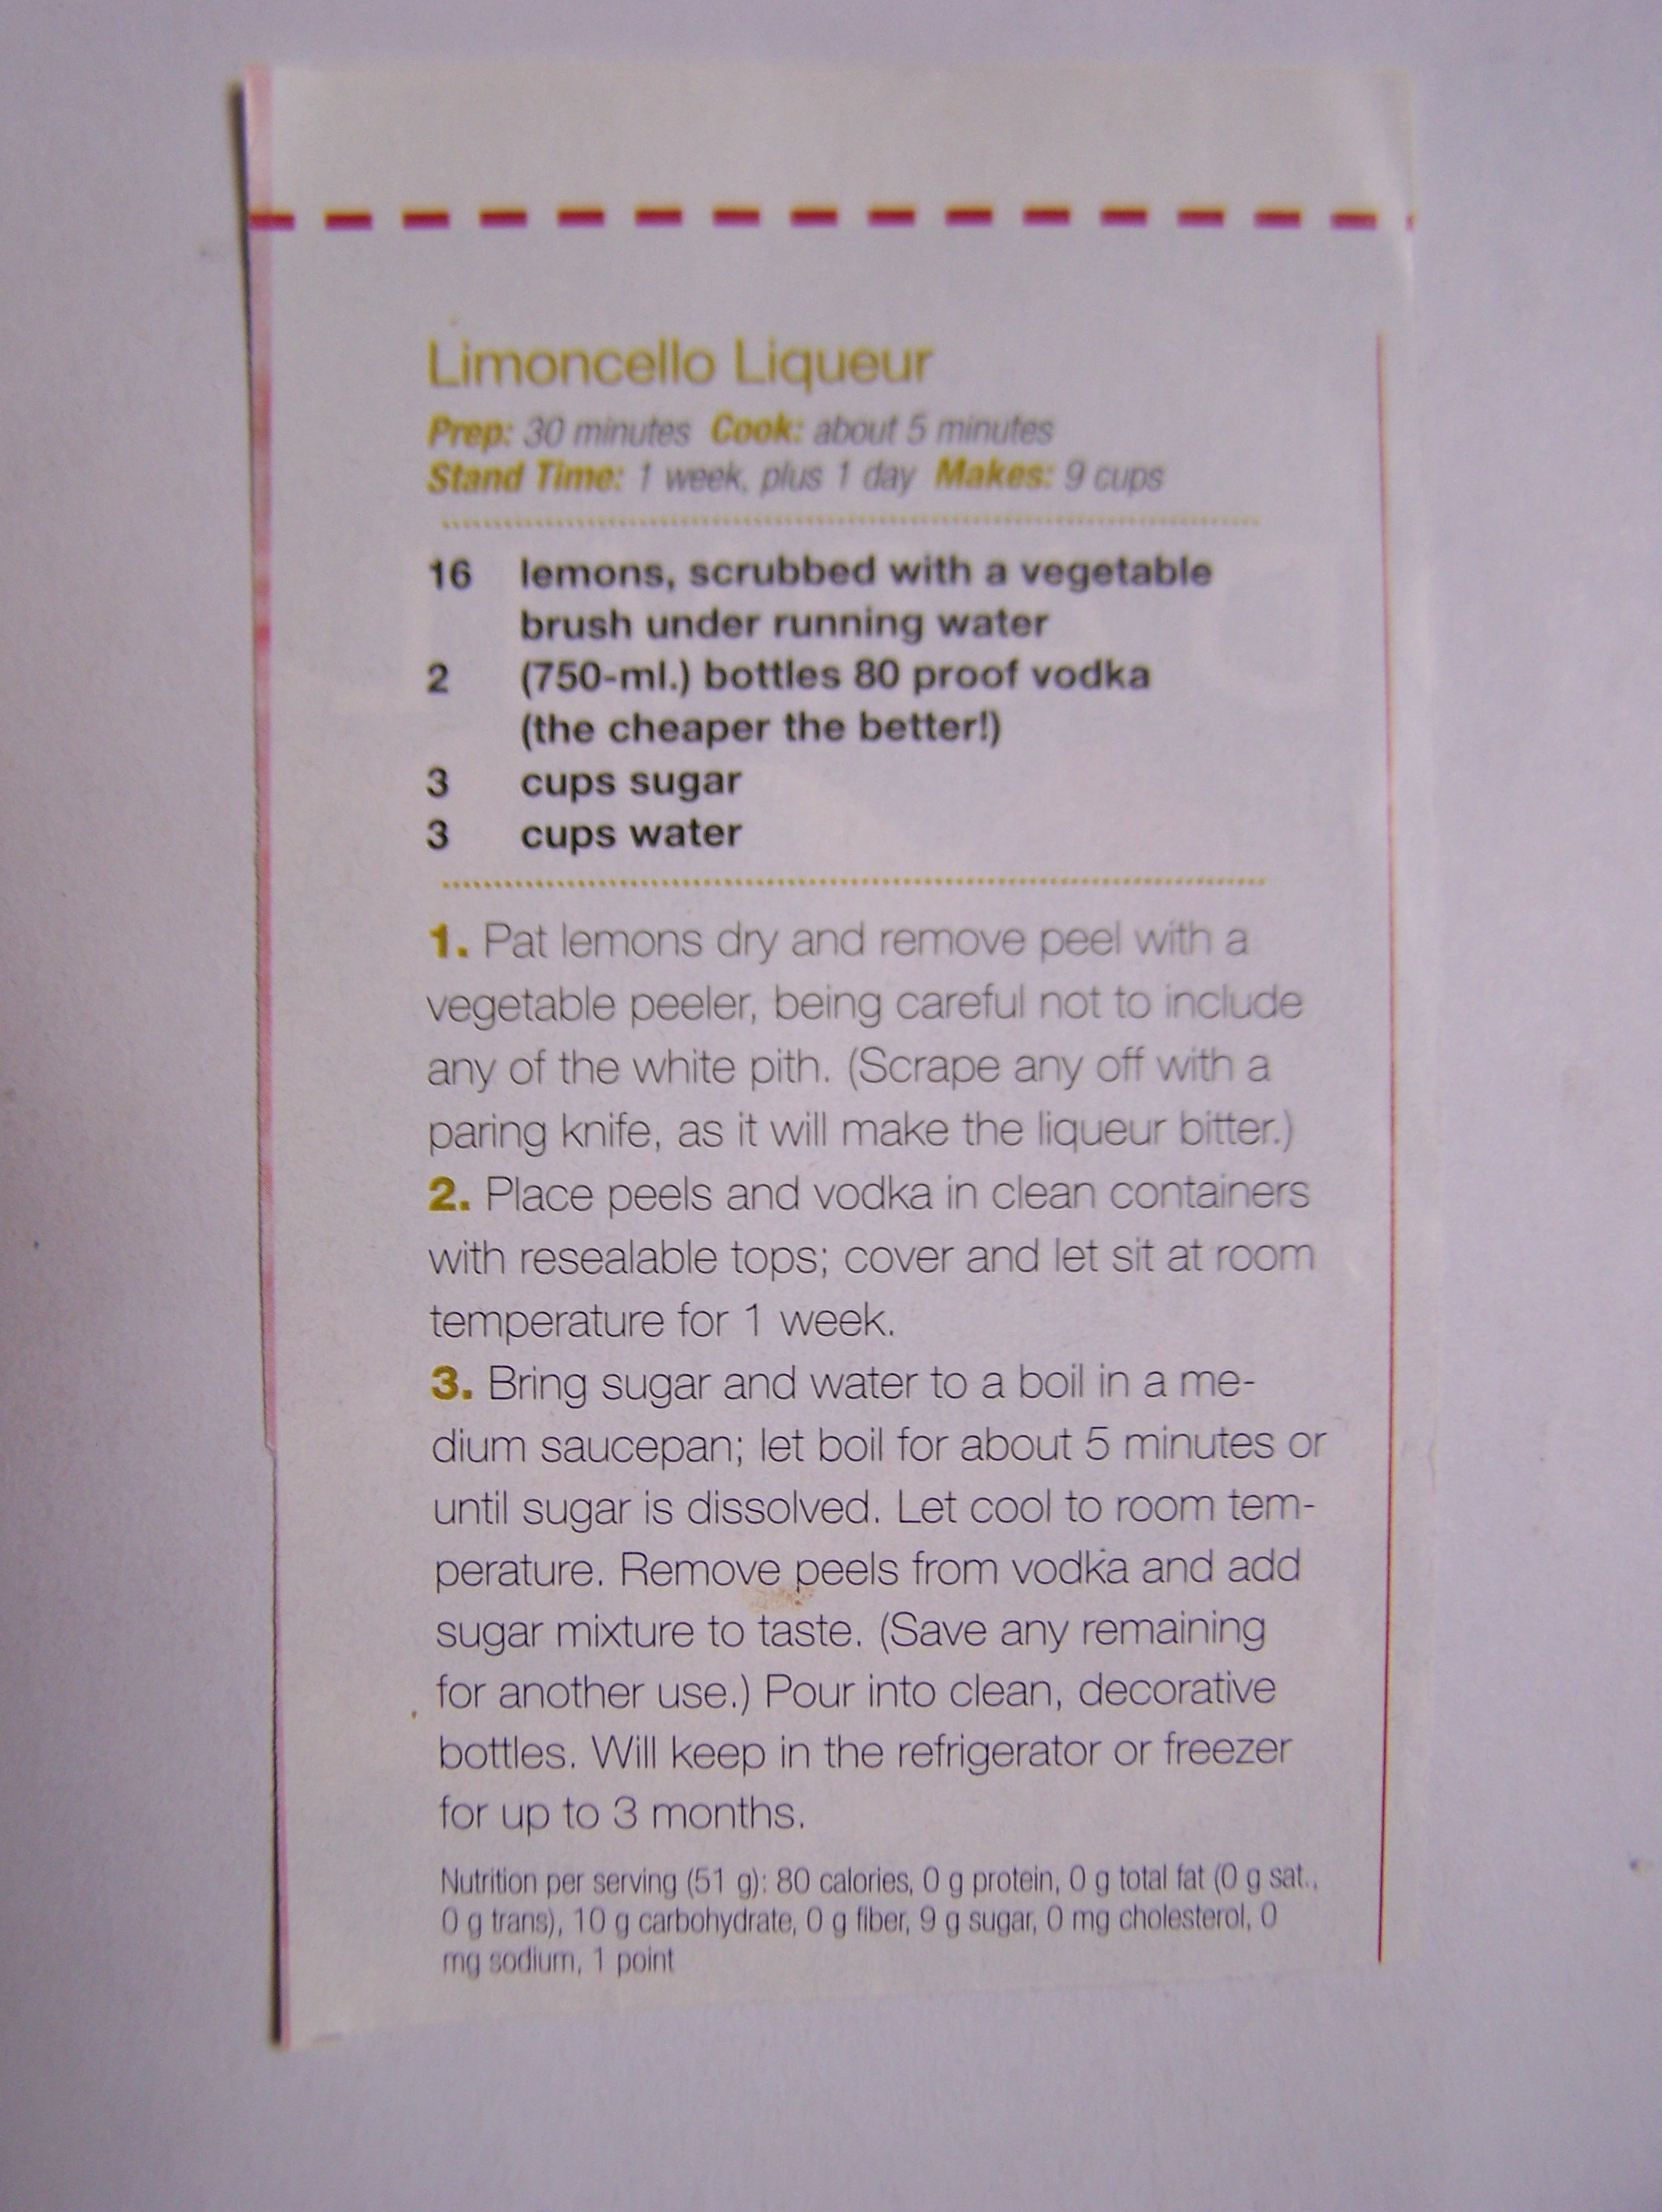 Limoncello Liqueur
Prep: 30 minutes Cook: about 5 minutes
Stand Time: 1 week, plus 1 day Makes: 9 cups
16 lemons, scrubbed with a vegetable
brush under running water
2 (750-ml.) bottles 80 proof vodka
(the cheaper the better!)
3 cups sugar
3 cups water
1. Pat lemons dry and remove peel with a
vegetable peeler, being careful not to include
any of the white pith. (Scrape any off with a
paring knife, as it will make the liqueur bitter.)
2. Place peels and vodka in clean containers
with resealable tops; cover and let sit at room
temperature for 1 week.
3. Bring sugar and water to a boil in a me-
dium saucepan; let boil for about 5 minutes or
until sugar is dissolved. Let cool to room tem-
perature. Remove peels from vodka and add
sugar mixture to taste. (Save any remaining
for another use.) Pour into clean, decorative
bottles. Will keep in the refrigerator or freezer
for up to 3 months.
Nutrition per serving (51 g): 80 calories, 0 g protein, 0 g total fat (0 g sat.,
0 g trans), 10 g carbohydrate, 0 g fiber, 9 g sugar, 0 mg cholesterol, 0
mg sodium, 1 point